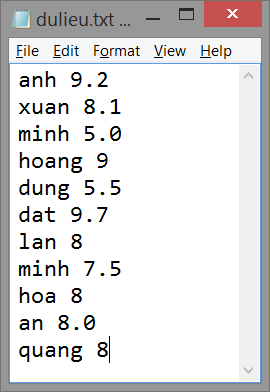 dulieu.txt ...
File Edit Format View Help
anh 9.2
xuan 8.1
minh 5.0
hoang 9
dung 5.5
dat 9.7
lan 8
minh 7.5
hoa 8
an 8.0
quang 8